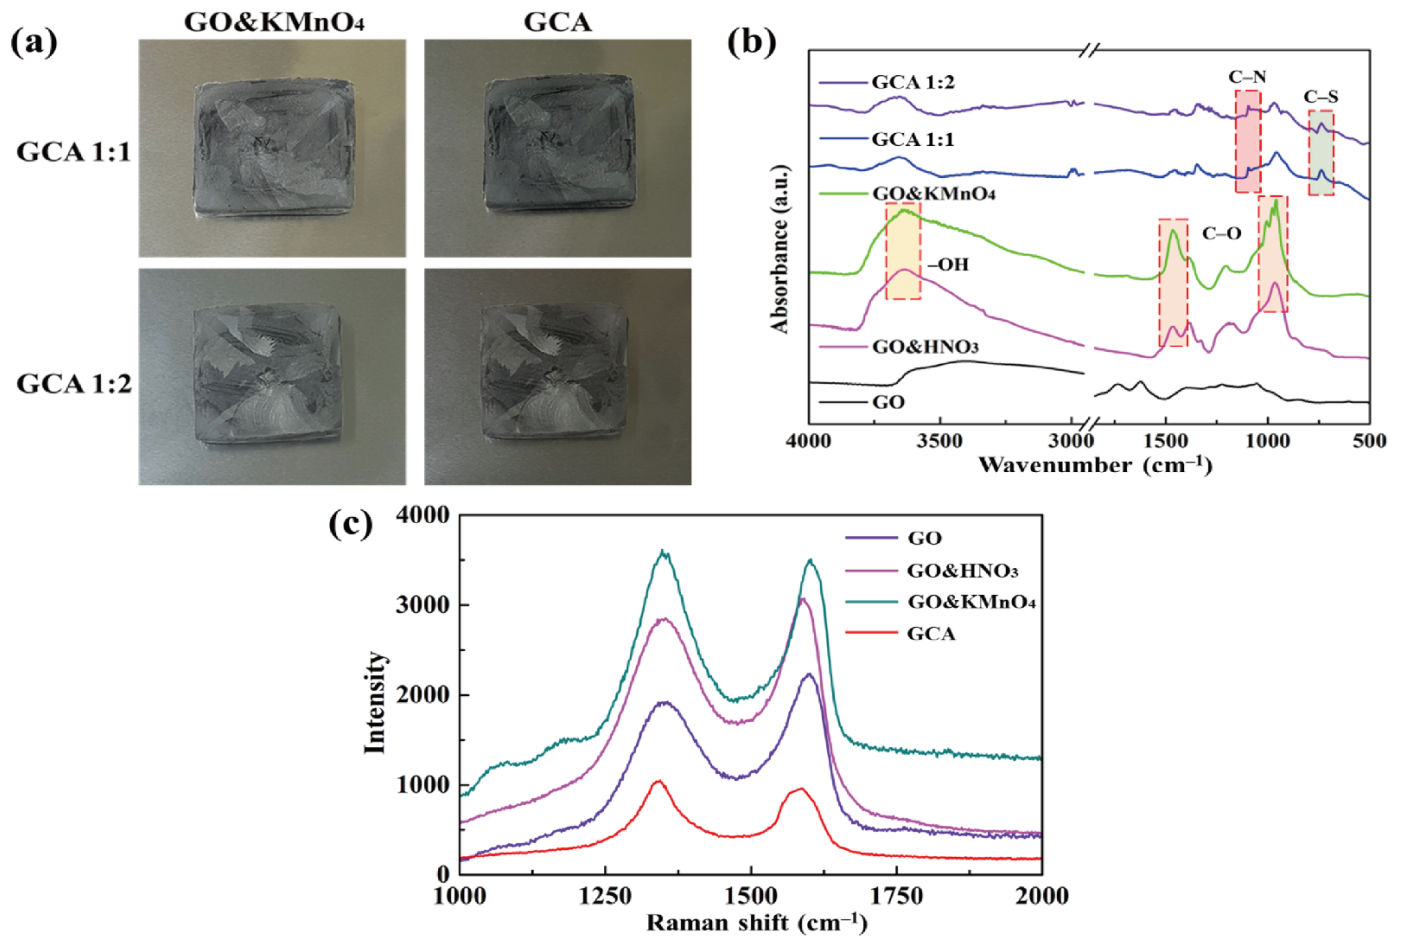 (a)
GO&KMnO4
GCA
GCA 1:1
GCA 1:2
(b)
GCA 1:2
C–N
C–S
GCA 1:1
GO&KMnO4
C–O
–OH
GO&HNO3
GO
Absorbance (a.u.)
4000 3500 3000 1500 1000 500
Wavenumber (cm–1)
(c)
4000
3000
2000
1000
0
Intensity
GO
GO&HNO3
GO&KMnO4
GCA
1000 1250 1500 1750 2000
Raman shift (cm–1)